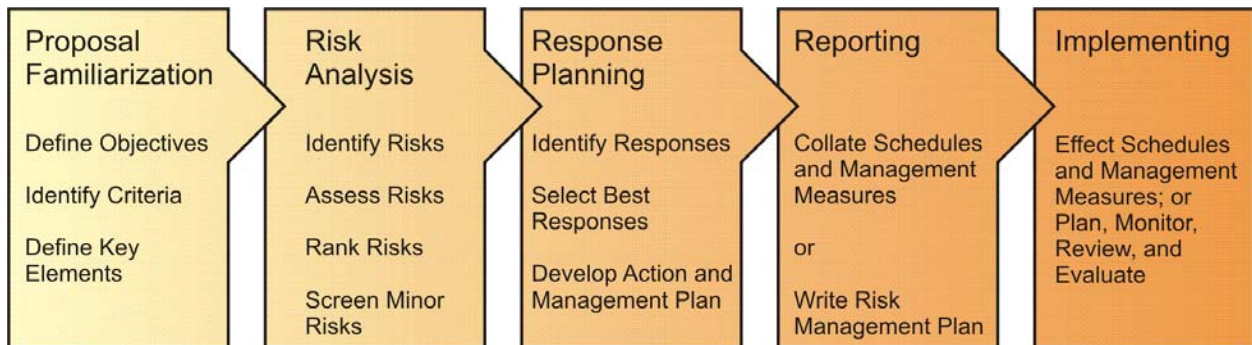 Proposal
Familiarization
Define Objectives
Identify Criteria
Define Key
Elements
Risk
Analysis
Identify Risks
Assess Risks
Rank Risks
Screen Minor
Risks
Response
Planning
Identify Responses
Select Best
Responses
Develop Action and
Management Plan
Reporting
Collate Schedules
and Management
Measures
or
Write Risk
Management Plan
Implementing
Effect Schedules
and Management
Measures; or
Plan, Monitor,
Review, and
Evaluate